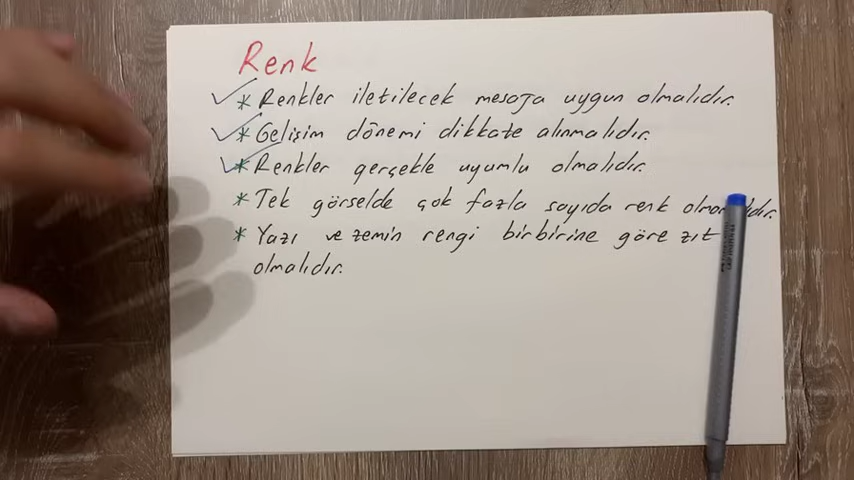 Renk
* Renkler iletilecek mesaja uygun olmalıdır.
* Gelişim dönemi dikkate alınmalıdır.
* Renkler gerçekle uyumlu olmalıdır.
* Tek görselde çok fazla sayıda renk
* Yazı ve zemin rengi birbirine göre zıt
olmalıdır.